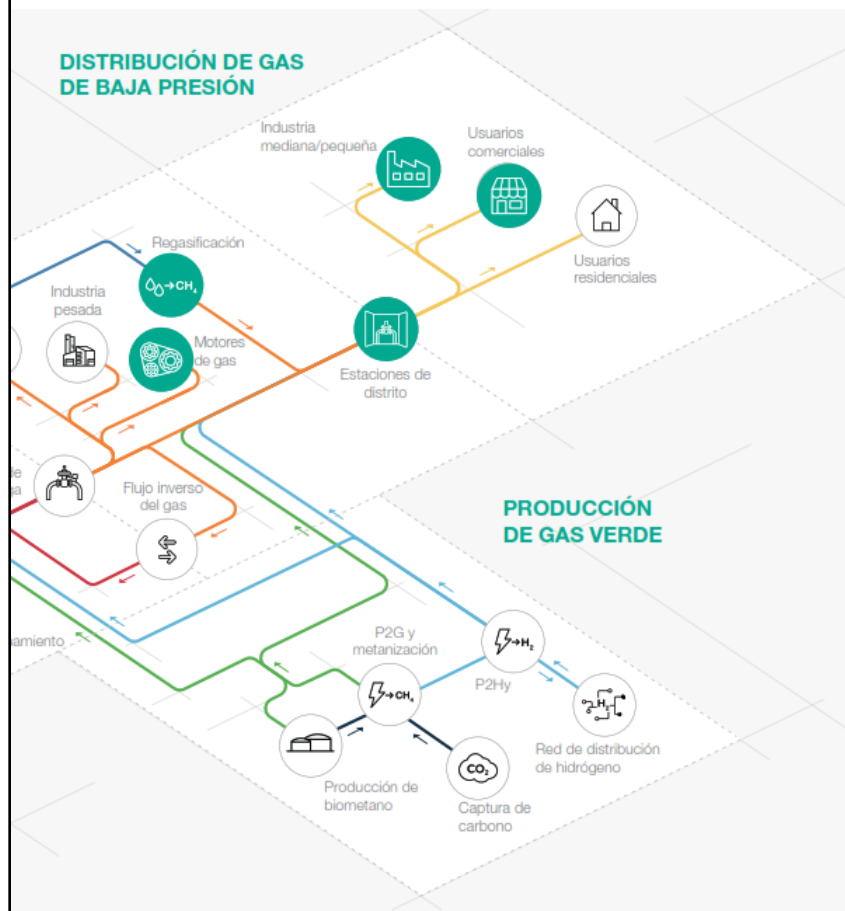 DISTRIBUCIÓN DE GAS
DE BAJA PRESIÓN
Industria
mediana/pequeña
Usuarios
comerciales
Usuarios
residenciales
Regasificación
→CH₄
Industria
pesada
Motores
de gas
Estaciones de
distrito
Flujo inverso
del gas
PRODUCCIÓN
DE GAS VERDE
P2G y
metanización
→CH₄
→H₂
P2Hy
H₂
Red de distribución
de hidrógeno
Producción de
biometano
CO₂
Captura de
carbono